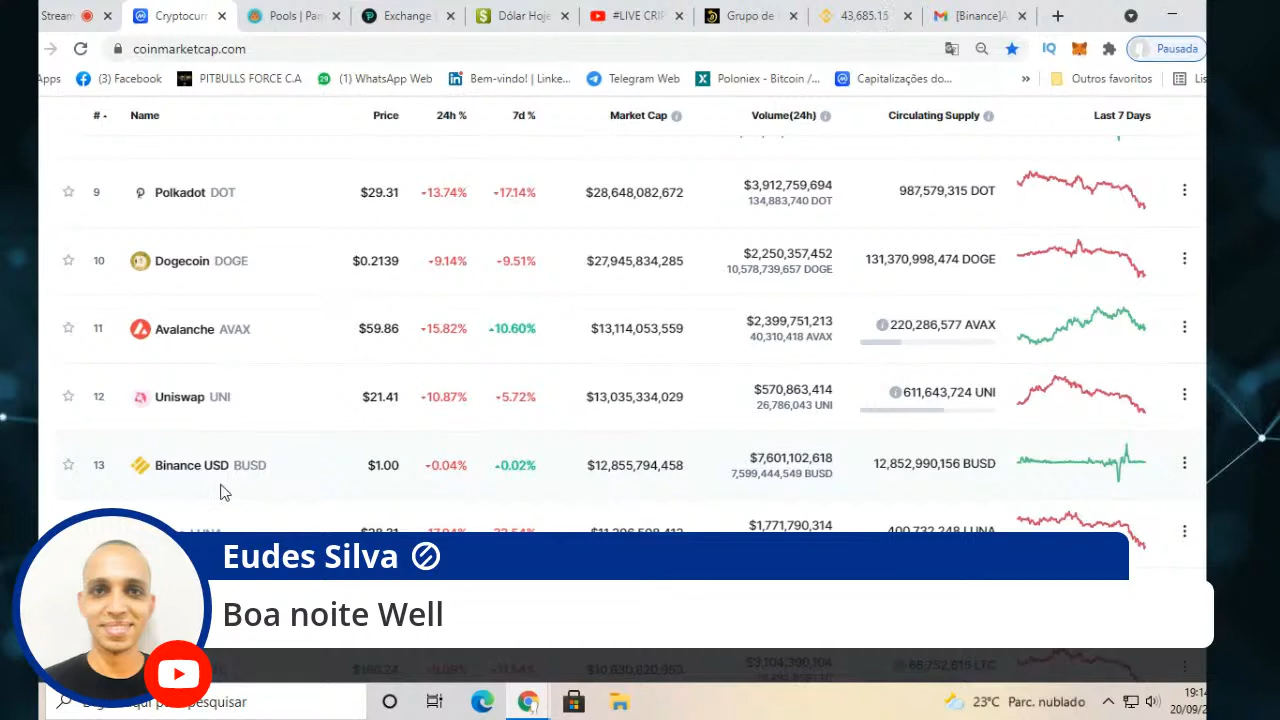 Stream
Cryptocurr
Pools | Pan
Exchange |
Dólar Hoje
#LIVE CRIP
Grupo de
43,685.15
[Binance]A
coinmarketcap.com
Pausada
Apps
(3) Facebook
PITBULLS FORCE C.A
(1) WhatsApp Web
Bem-vindo! | Linke...
Telegram Web
Poloniex - Bitcoin /...
Capitalizações do...
»
Outros favoritos
Lis
# Name Price 24h % 7d % Market Cap Volume(24h) Circulating Supply Last 7 Days
9 Polkadot DOT $29.31 -13.74% -17.14% $28,648,082,672 $3,912,759,694 987,579,315 DOT
134,883,740 DOT
10 Dogecoin DOGE $0.2139 -9.14% -9.51% $27,945,834,285 $2,250,357,452 131,370,998,474 DOGE
10,578,739,657 DOGE
11 Avalanche AVAX $59.86 -15.82% 10.60% $13,114,053,559 $2,399,751,213 220,286,577 AVAX
40,310,418 AVAX
12 Uniswap UNI $21.41 -10.87% -5.72% $13,035,334,029 $570,863,414 611,643,724 UNI
26,786,043 UNI
13 Binance USD BUSD $1.00 -0.04% 0.02% $12,855,794,458 $7,601,102,618 12,852,990,156 BUSD
7,599,444,549 BUSD
$1,771,790,314
Eudes Silva
Boa noite Well
pesquisar
23°C Parc. nublado
19:14
20/09/2